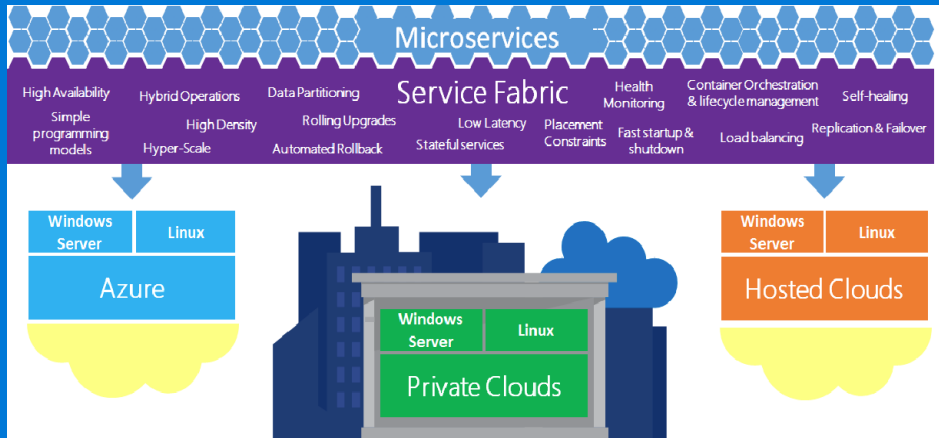 Microservices
Service Fabric
High Availability
Hybrid Operations
Data Partitioning
Health
Monitoring
Container Orchestration
& lifecycle management
Self-healing
Simple
programming
models
High Density
Hyper-Scale
Rolling Upgrades
Automated Rollback
Low Latency
Stateful services
Placement
Constraints
Fast startup &
shutdown
Load balancing
Replication & Failover
Windows
Server
Linux
Azure
Windows
Server
Linux
Private Clouds
Windows
Server
Linux
Hosted Clouds